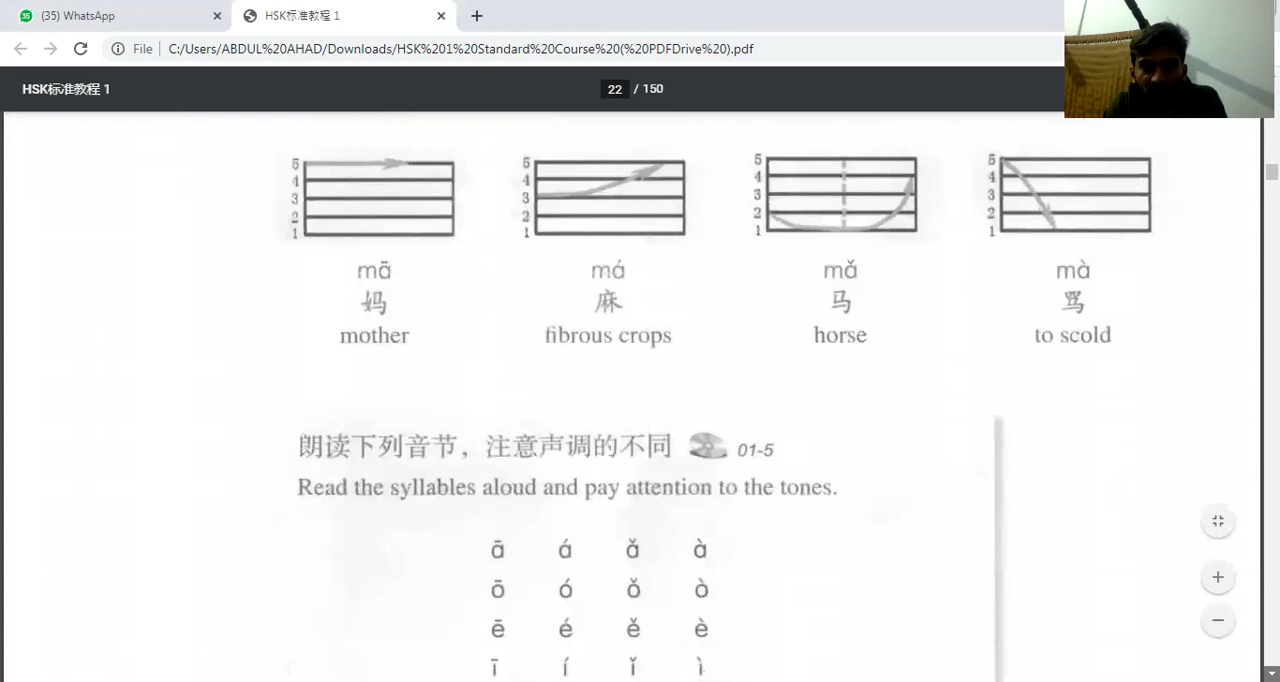 35 (35) WhatsApp × HSK标准教程 1 × +
File C:/Users/ABDUL%20AHAD/Downloads/HSK%201%20Standard%20Course%20(%20PDFDrive%20).pdf
HSK标准教程 1 22 / 150
5 5 5 5
4 4 4 4
3 3 3 3
2 2 2 2
1 1 1 1
mā má mǎ mà
妈 麻 马 骂
mother fibrous crops horse to scold
朗读下列音节，注意声调的不同 01-5
Read the syllables aloud and pay attention to the tones.
ā á ǎ à
ō ó ǒ ò
ē é ě è
ī í ǐ ì